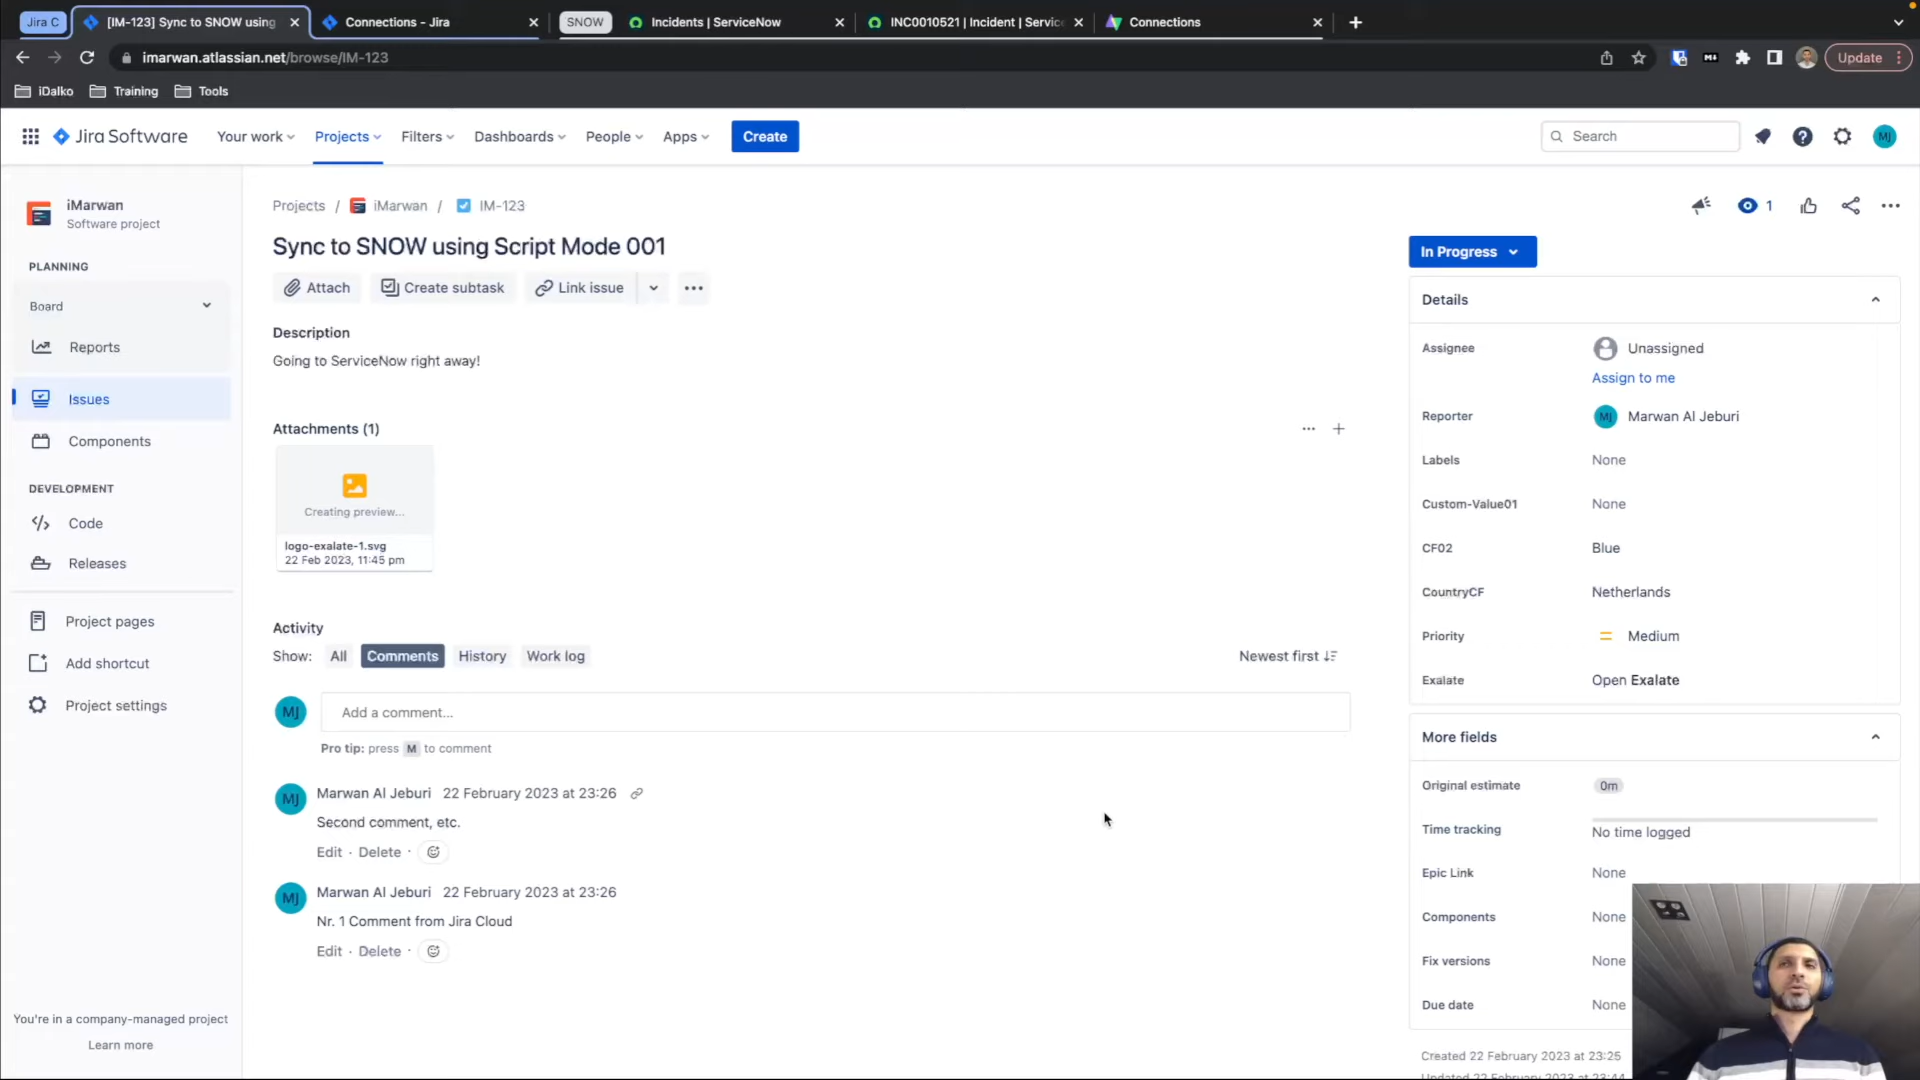 Jira C
[IM-123] Sync to SNOW using
Connections - Jira
SNOW
Incidents | ServiceNow
INC0010521 | Incident | Servic
Connections
imarwan.atlassian.net/browse/IM-123
Update
iDalko
Training
Tools
Jira Software
Your work
Projects
Filters
Dashboards
People
Apps
Create
Search
MJ
iMarwan
Software project
PLANNING
Board
Reports
Issues
Components
DEVELOPMENT
Code
Releases
Project pages
Add shortcut
Project settings
You're in a company-managed project
Learn more
Projects / iMarwan / IM-123
1
Sync to SNOW using Script Mode 001
Attach
Create subtask
Link issue
Description
Going to ServiceNow right away!
Attachments (1)
Creating preview...
logo-exalate-1.svg
22 Feb 2023, 11:45 pm
Activity
Show: All Comments History Work log
Newest first
MJ
Add a comment...
Pro tip: press M to comment
MJ
Marwan Al Jeburi 22 February 2023 at 23:26
Second comment, etc.
Edit · Delete ·
MJ
Marwan Al Jeburi 22 February 2023 at 23:26
Nr. 1 Comment from Jira Cloud
Edit · Delete ·
In Progress
Details
Assignee Unassigned
Assign to me
Reporter MJ Marwan Al Jeburi
Labels None
Custom-Value01 None
CF02 Blue
CountryCF Netherlands
Priority Medium
Exalate Open Exalate
More fields
Original estimate 0m
Time tracking No time logged
Epic Link None
Components None
Fix versions None
Due date None
Created 22 February 2023 at 23:25
Updated 22 February 2023 at 23:44